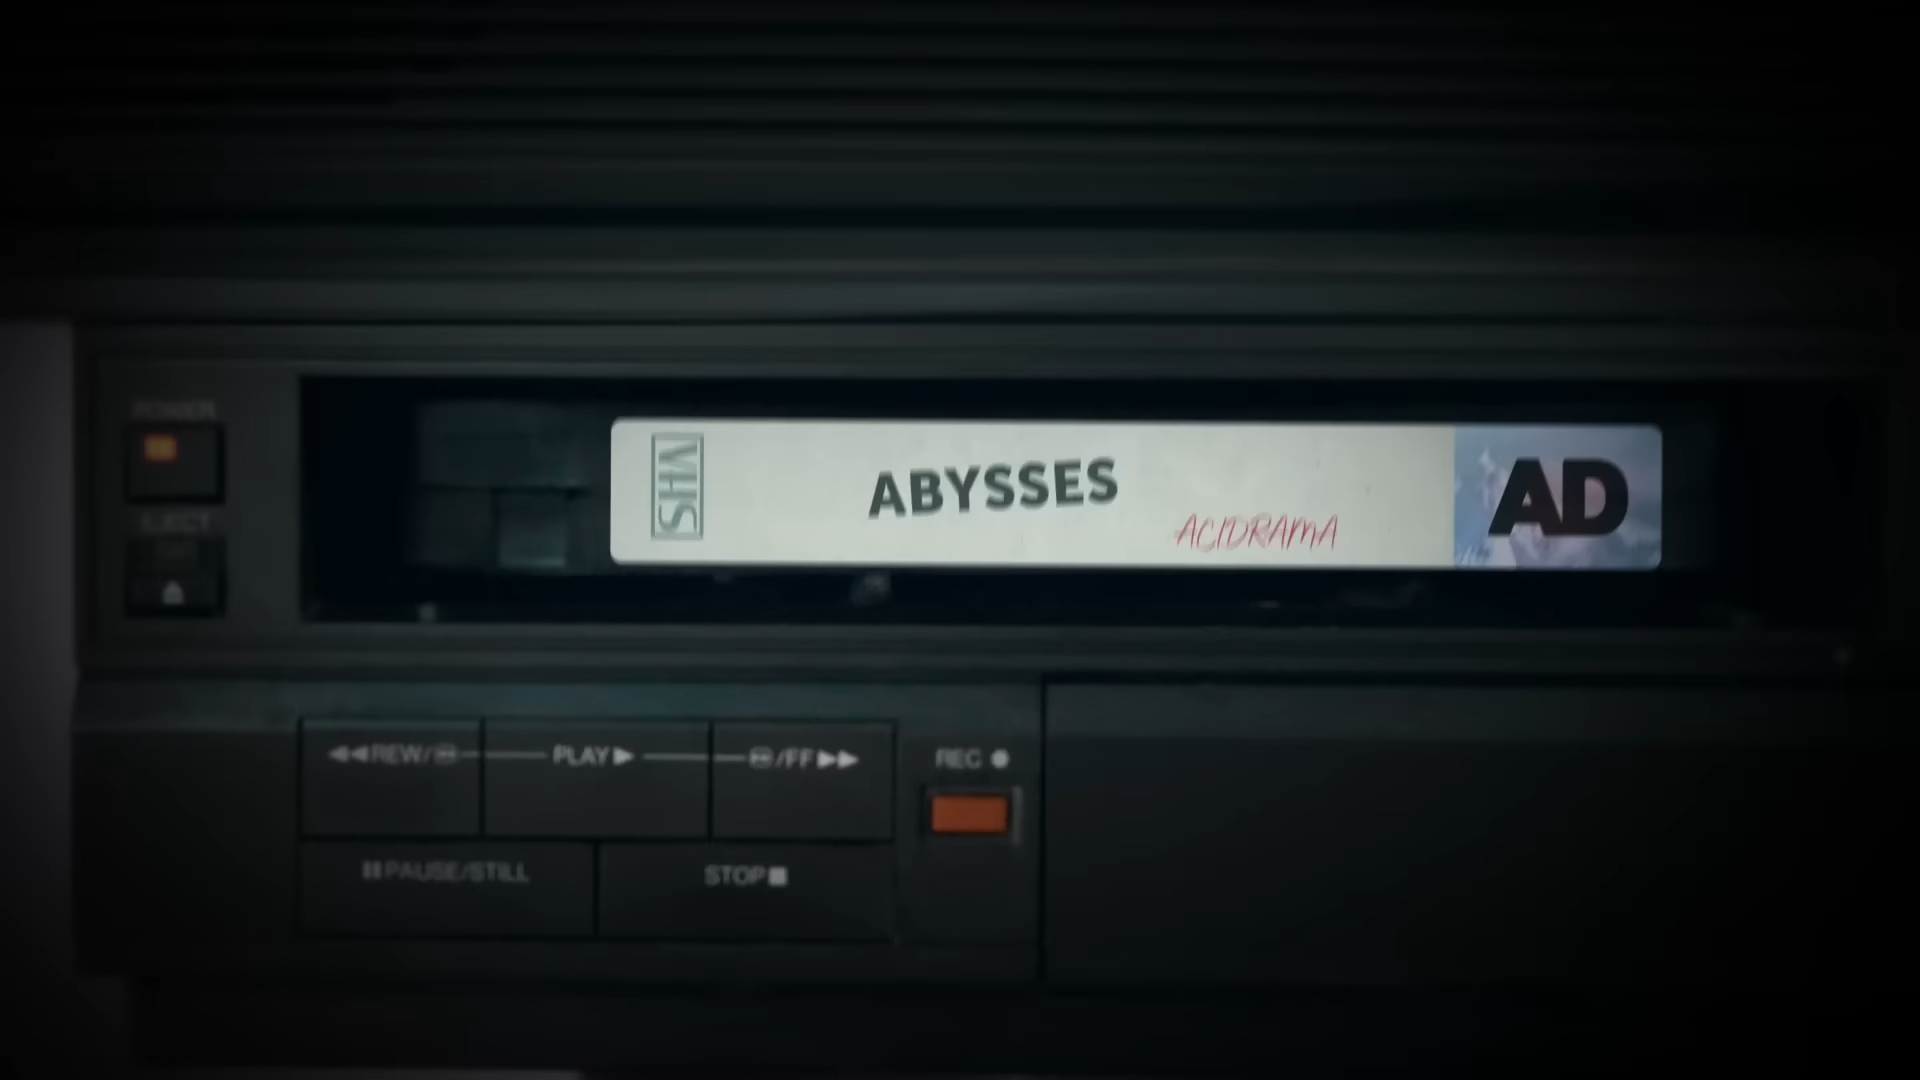 POWER
EJECT
VHS
ABYSSES
ACIDRAMA
AD
REW/
PLAY
/FF
REC
PAUSE/STILL
STOP